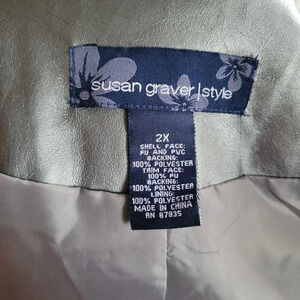 susan graver|style
2X
SHELL FACE:
PU AND PVC
BACKING:
100% POLYESTER
TRIM FACE:
100% PU
BACKING:
100% POLYESTER
LINING:
100% POLYESTER
MADE IN CHINA
RN 87835